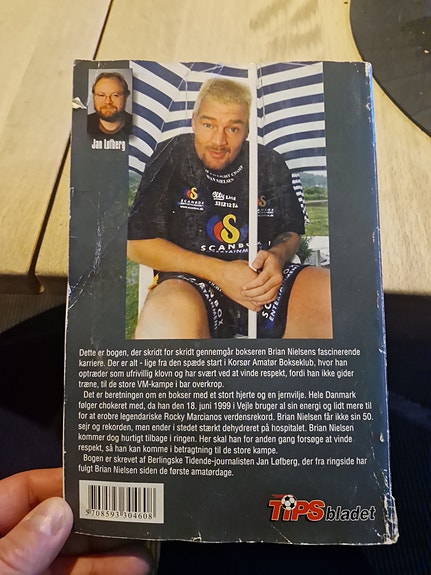 Jan Løfberg
SCANBOX
SCANBOX
ENTERTAINMENT
Dette er bogen, der skridt for skridt gennemgår bokseren Brian Nielsens fascinerende
karriere. Der er alt - lige fra den spæde start i Korsør Amatør Bokseklub, hvor han
optræder som ufrivillig klovn og har svært ved at vinde respekt, fordi han ikke gider
træne, til de store VM-kampe i bar overkrop.
Det er beretningen om en bokser med et stort hjerte og en jernvilje. Hele Danmark
følger chokeret med, da han den 18. juni 1999 i Vejle bruger al sin energi og lidt mere til
for at erobre legendariske Rocky Marcianos verdensrekord. Brian Nielsen får ikke sin 50.
sejr og rekorden, men ender i stedet stærkt dehydreret på hospitalet. Brian Nielsen
kommer dog hurtigt tilbage i ringen. Her skal han for anden gang forsøge at vinde
respekt, så han kan komme i betragtning til de store kampe.
Bogen er skrevet af Berlingske Tidende-journalisten Jan Løfberg, der fra ringside har
fulgt Brian Nielsen siden de første amatørdage.
5 708593 304608
TIPS
bladet